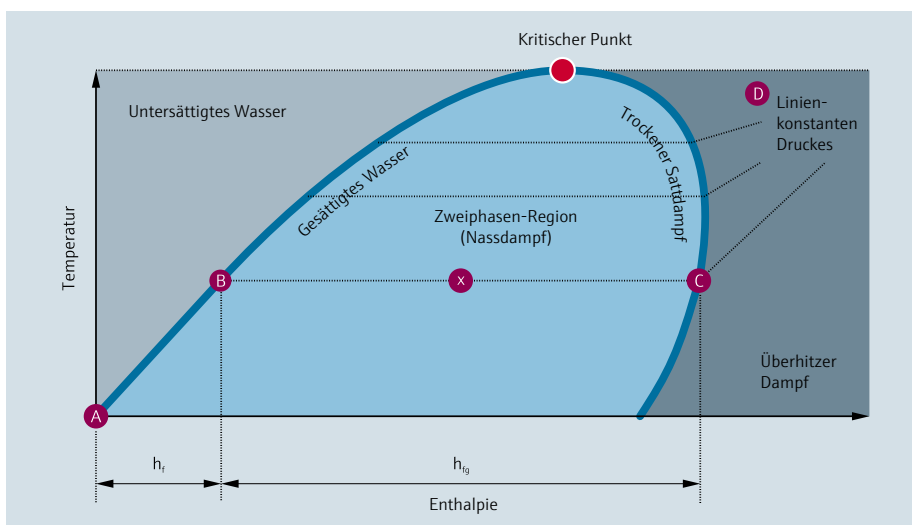 Kritischer Punkt
Untersättigtes Wasser
D
Linien-
konstanten
Druckes
Trockener Sattdampf
Gesättigtes Wasser
Zweiphasen-Region
(Nassdampf)
Temperatur
B
x
C
Überhitzer
Dampf
A
hf
hfg
Enthalpie